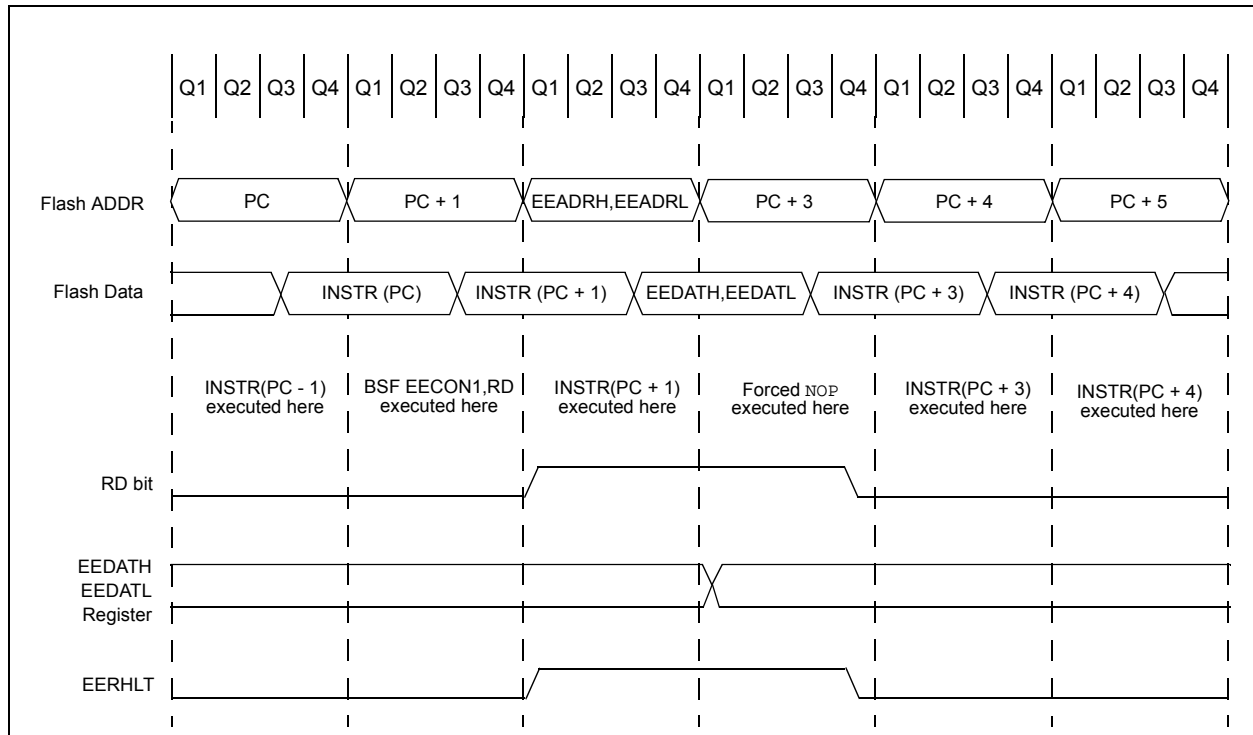 Q1 Q2 Q3 Q4 Q1 Q2 Q3 Q4 Q1 Q2 Q3 Q4 Q1 Q2 Q3 Q4 Q1 Q2 Q3 Q4 Q1 Q2 Q3 Q4
Flash ADDR PC PC + 1 EEADRH,EEADRL PC + 3 PC + 4 PC + 5
Flash Data INSTR (PC) INSTR (PC + 1) EEDATH,EEDATL INSTR (PC + 3) INSTR (PC + 4)
INSTR(PC - 1)
executed here
BSF EECON1,RD
executed here
INSTR(PC + 1)
executed here
Forced NOP
executed here
INSTR(PC + 3)
executed here
INSTR(PC + 4)
executed here
RD bit
EEDATH
EEDATL
Register
EERHLT